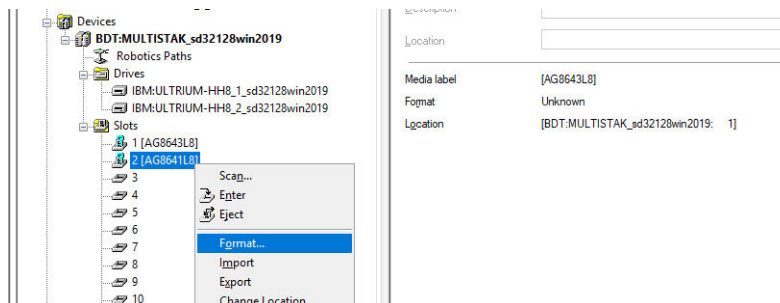 Description
Devices
BDT:MULTISTAK_sd32128win2019
Location
Robotics Paths
Drives
Media label [AG8643L8]
IBM:ULTRIUM-HH8_1_sd32128win2019
Format Unknown
IBM:ULTRIUM-HH8_2_sd32128win2019
Location [BDT:MULTISTAK_sd32128win2019: 1]
Slots
1 [AG8643L8]
2 [AG8641L8]
3 Scan...
4 Enter
5 Eject
6
7 Format...
8 Import
9 Export
10 Change Location